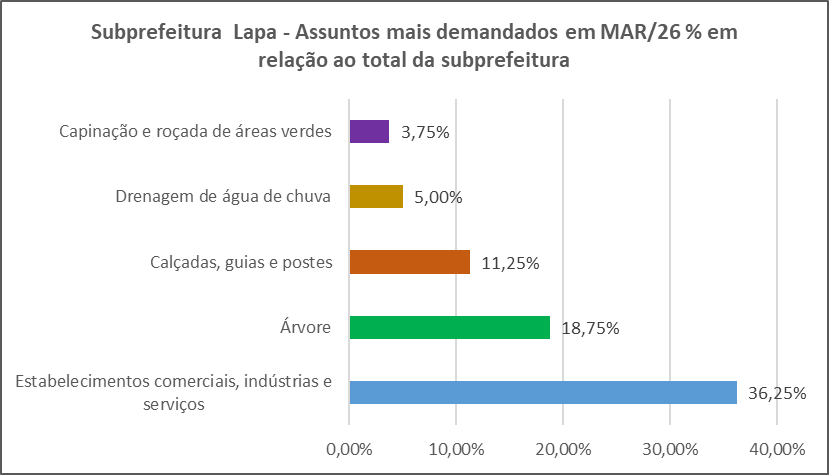 Subprefeitura Lapa - Assuntos mais demandados em MAR/26 % em
relação ao total da subprefeitura
Capinação e roçada de áreas verdes
3,75%
Drenagem de água de chuva
5,00%
Calçadas, guias e postes
11,25%
Árvore
18,75%
Estabelecimentos comerciais, indústrias e
serviços
36,25%
0,00% 10,00% 20,00% 30,00% 40,00%